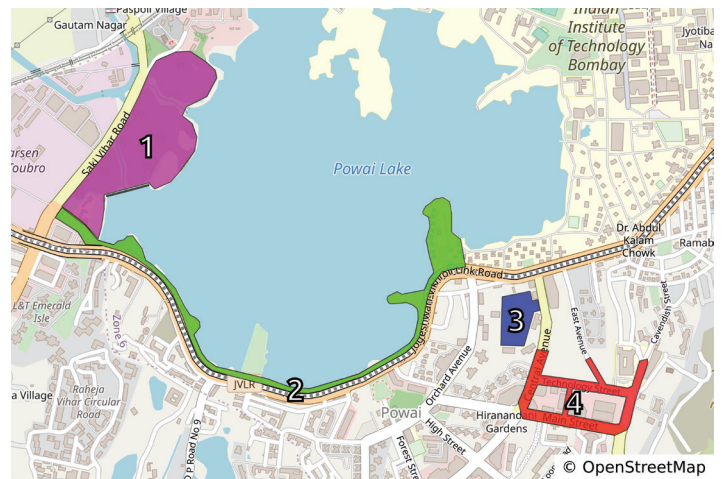 Paspoli Village
Gautam Nagar
Indian
Institute
of Technology
Bombay
Jyotiba
Na
Saki Vihar Road
1
arsen
Toubro
Powai Lake
Dr. Abdul
Kalam
Chowk
Ramab
Jogeshwari-Vikhroli Link Road
L&T Emerald
Isle
Zone 9
3
East Avenue
Cavendish Street
Central Avenue
Orchard Avenue
JVLR
2
Technology Street
4
a Village
Raheja
Vihar Circular
Road
Powai
Hiranandani
Gardens
Main Street
High Street
D P Road No 9
Forest Street
© OpenStreetMap